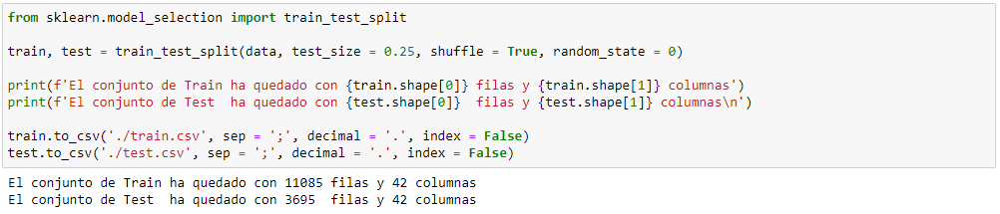 from sklearn.model_selection import train_test_split
train, test = train_test_split(data, test_size = 0.25, shuffle = True, random_state = 0)
print(f'El conjunto de Train ha quedado con {train.shape[0]} filas y {train.shape[1]} columnas')
print(f'El conjunto de Test  ha quedado con {test.shape[0]}  filas y {test.shape[1]} columnas\n')
train.to_csv('./train.csv', sep = ';', decimal = '.', index = False)
test.to_csv('./test.csv', sep = ';', decimal = '.', index = False)
El conjunto de Train ha quedado con 11085 filas y 42 columnas
El conjunto de Test  ha quedado con 3695  filas y 42 columnas